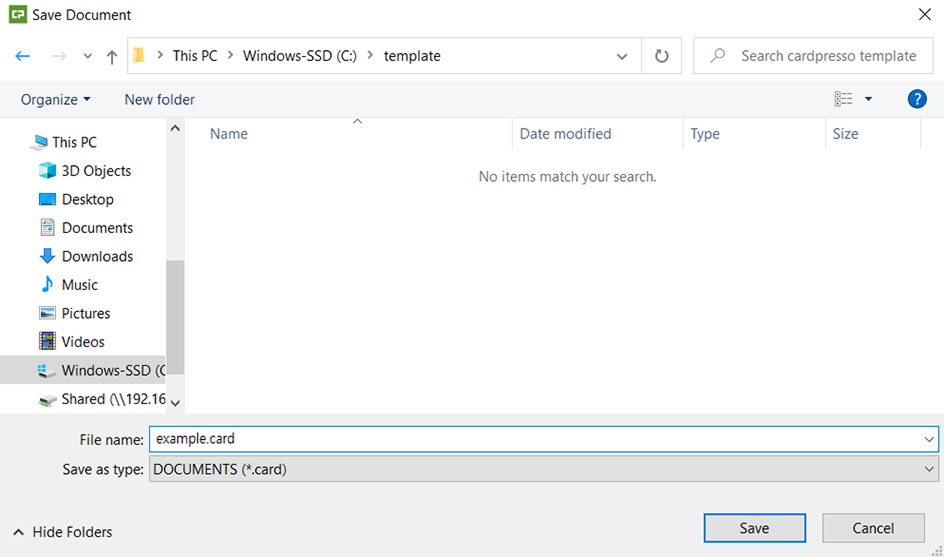 CP Save Document
This PC Windows-SSD (C:) template
Search cardpresso template
Organize New folder
?
Name Date modified Type Size
No items match your search.
This PC
3D Objects
Desktop
Documents
Downloads
Music
Pictures
Videos
Windows-SSD (C
Shared (\\192.16
File name: example.card
Save as type: DOCUMENTS (*.card)
Hide Folders
Save Cancel